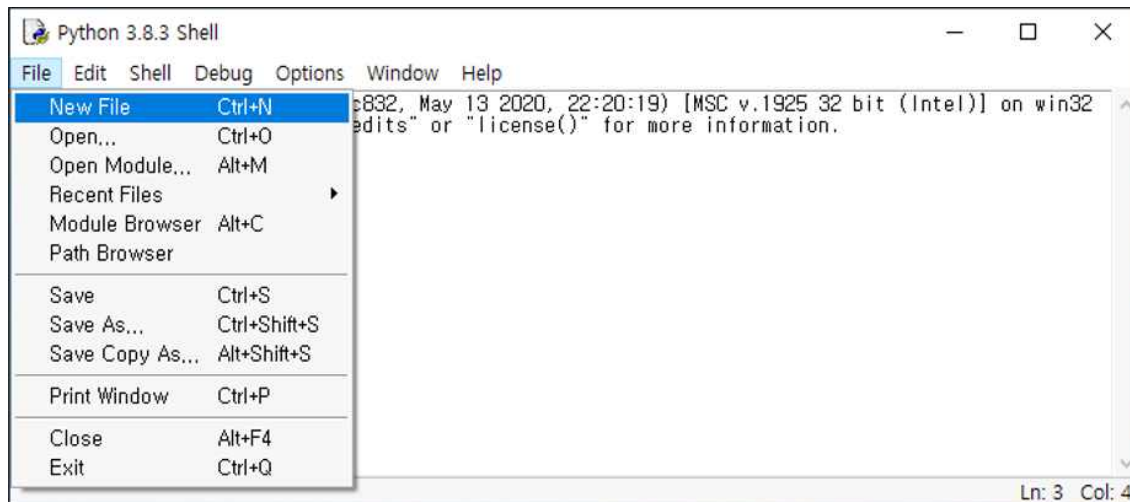 Python 3.8.3 Shell
File Edit Shell Debug Options Window Help
New File Ctrl+N
c832, May 13 2020, 22:20:19) [MSC v.1925 32 bit (Intel)] on win32
Open... Ctrl+O
edits" or "license()" for more information.
Open Module... Alt+M
Recent Files
Module Browser Alt+C
Path Browser
Save Ctrl+S
Save As... Ctrl+Shift+S
Save Copy As... Alt+Shift+S
Print Window Ctrl+P
Close Alt+F4
Exit Ctrl+Q
Ln: 3 Col: 4